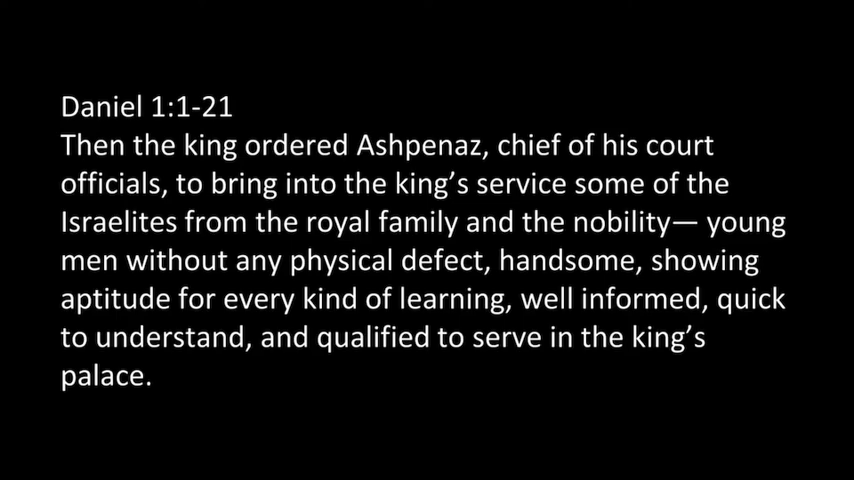 Daniel 1:1-21
Then the king ordered Ashpenaz, chief of his court
officials, to bring into the king’s service some of the
Israelites from the royal family and the nobility— young
men without any physical defect, handsome, showing
aptitude for every kind of learning, well informed, quick
to understand, and qualified to serve in the king’s
palace.